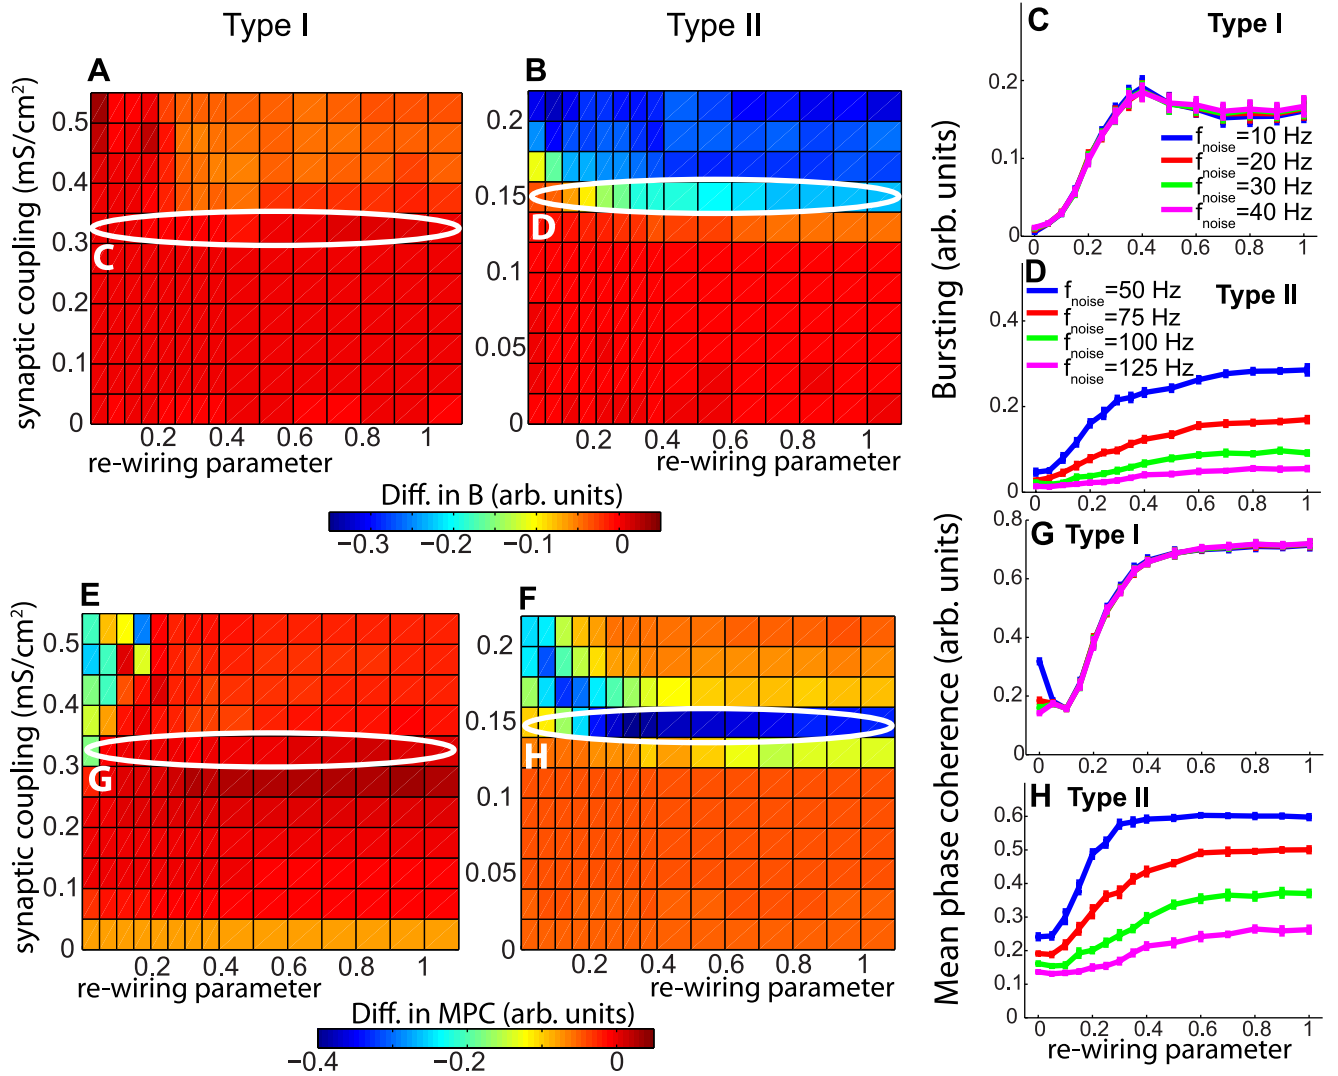 Type I
Type II
A
synaptic coupling (mS/cm²)
0.5
0.4
0.3
0.2
0.1
0
C
0.2 0.4 0.6 0.8 1
re-wiring parameter
B
0.2
0.15
0.1
0.05
0
D
0.2 0.4 0.6 0.8 1
re-wiring parameter
Diff. in B (arb. units)
−0.3 −0.2 −0.1 0
C Type I
Bursting (arb. units)
0.2
0.1
0
f_noise=10 Hz
f_noise=20 Hz
f_noise=30 Hz
f_noise=40 Hz
0 0.2 0.4 0.6 0.8 1
D Type II
f_noise=50 Hz
f_noise=75 Hz
f_noise=100 Hz
f_noise=125 Hz
0.4
0.2
0
0 0.2 0.4 0.6 0.8 1
E
synaptic coupling (mS/cm²)
0.5
0.4
0.3
0.2
0.1
0
G
0.2 0.4 0.6 0.8 1
re-wiring parameter
F
0.2
0.15
0.1
0.05
0
H
0.2 0.4 0.6 0.8 1
re-wiring parameter
Diff. in MPC (arb. units)
−0.4 −0.2 0
G Type I
Mean phase coherence (arb. units)
0.8
0.6
0.4
0.2
0
0 0.2 0.4 0.6 0.8 1
H Type II
0.6
0.5
0.4
0.3
0.2
0.1
0
0 0.2 0.4 0.6 0.8 1
re-wiring parameter